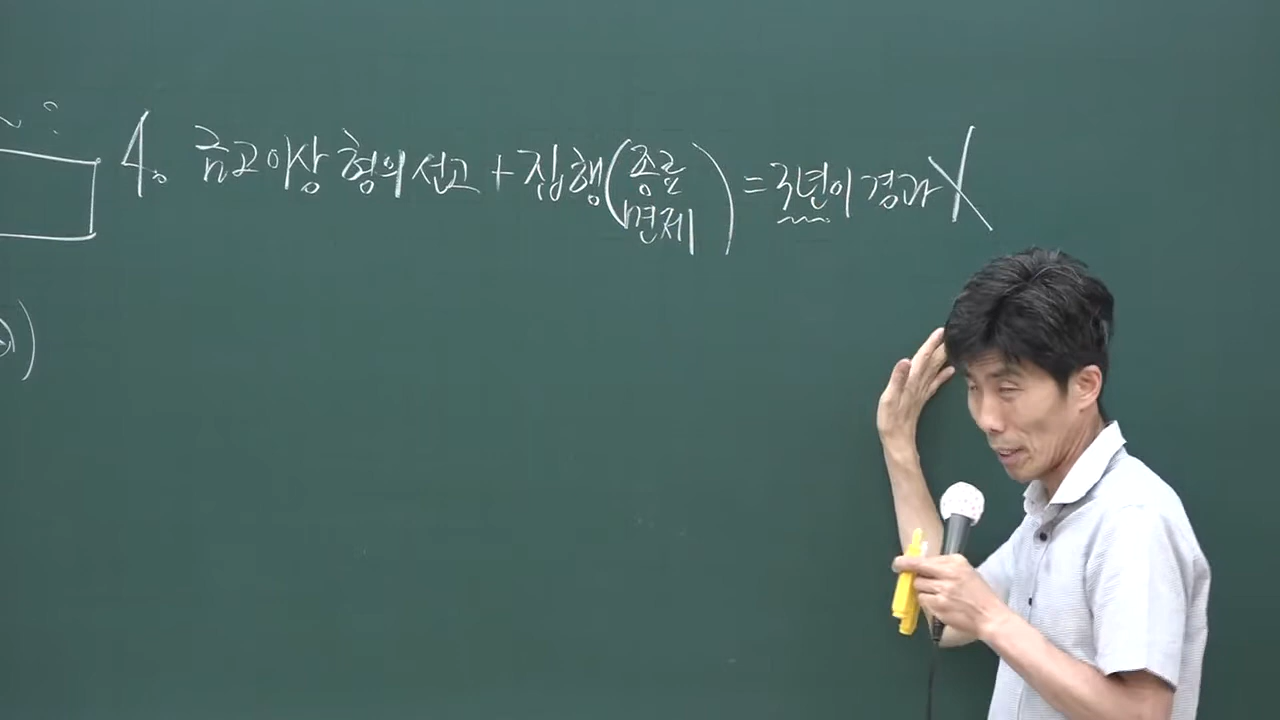 4. 금고이상 형의 선고 + 집행(종료
면제) = 3년이 경과 X